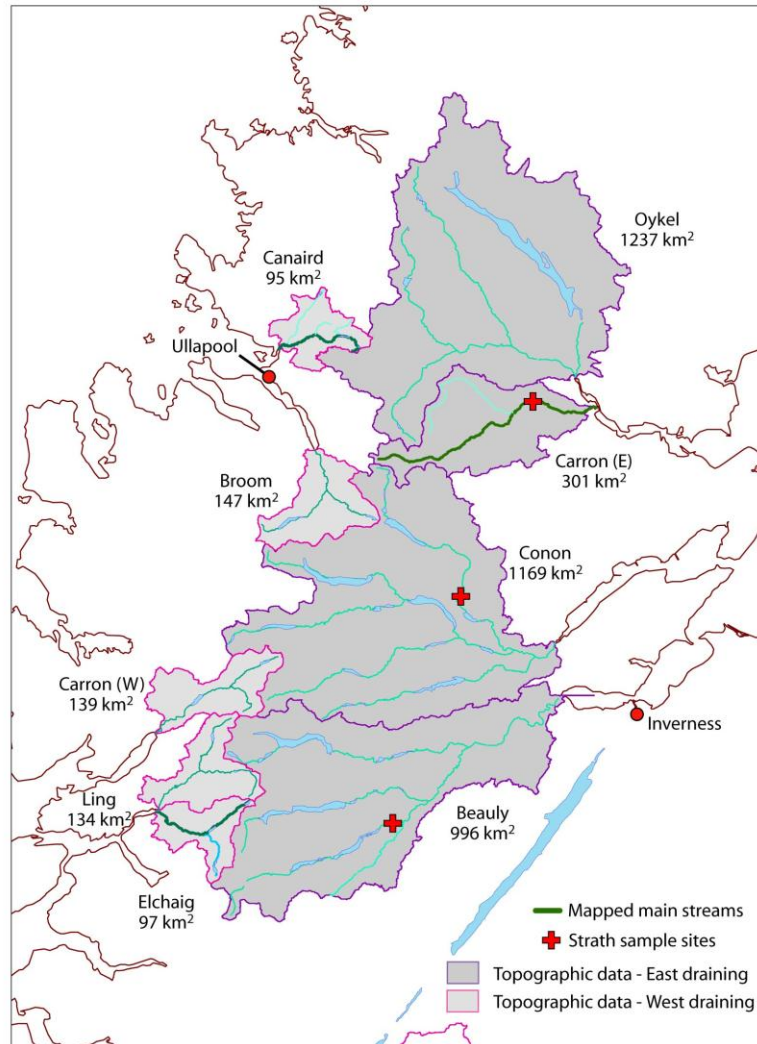 Oykel
1237 km²
Canaird
95 km²
Ullapool
Carron (E)
301 km²
Broom
147 km²
Conon
1169 km²
Carron (W)
139 km²
Inverness
Ling
134 km²
Beauly
996 km²
Elchaig
97 km²
Mapped main streams
Strath sample sites
Topographic data - East draining
Topographic data - West draining